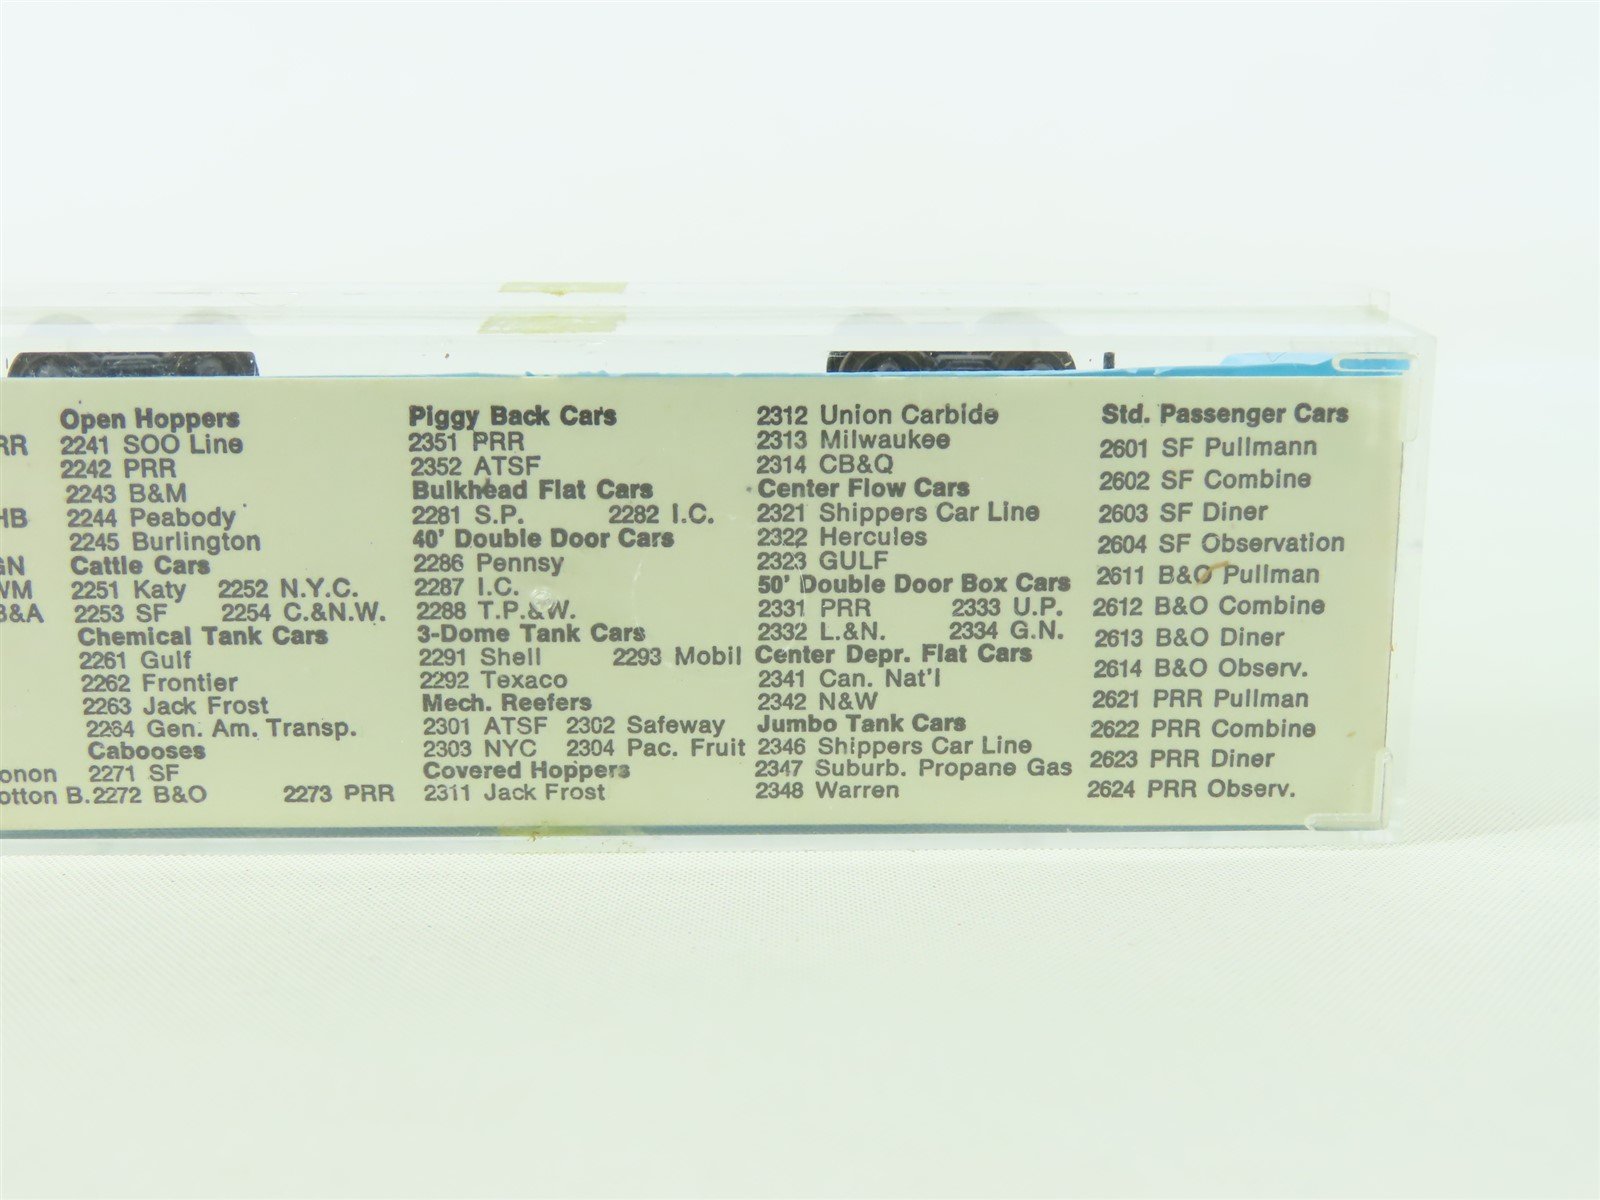 RR
HB
GN
WM
B&A
onon
otton B.
Open Hoppers
2241 SOO Line
2242 PRR
2243 B&M
2244 Peabody
2245 Burlington
Cattle Cars
2251 Katy 2252 N.Y.C.
2253 SF 2254 C.&N.W.
Chemical Tank Cars
2261 Gulf
2262 Frontier
2263 Jack Frost
2264 Gen. Am. Transp.
Cabooses
2271 SF
2272 B&O 2273 PRR
Piggy Back Cars
2351 PRR
2352 ATSF
Bulkhead Flat Cars
2281 S.P. 2282 I.C.
40' Double Door Cars
2286 Pennsy
2287 I.C.
2288 T.P.&W.
3-Dome Tank Cars
2291 Shell 2293 Mobil
2292 Texaco
Mech. Reefers
2301 ATSF 2302 Safeway
2303 NYC 2304 Pac. Fruit
Covered Hoppers
2311 Jack Frost
2312 Union Carbide
2313 Milwaukee
2314 CB&Q
Center Flow Cars
2321 Shippers Car Line
2322 Hercules
2323 GULF
50' Double Door Box Cars
2331 PRR 2333 U.P.
2332 L.&N. 2334 G.N.
Center Depr. Flat Cars
2341 Can. Nat'l
2342 N&W
Jumbo Tank Cars
2346 Shippers Car Line
2347 Suburb. Propane Gas
2348 Warren
Std. Passenger Cars
2601 SF Pullmann
2602 SF Combine
2603 SF Diner
2604 SF Observation
2611 B&O Pullman
2612 B&O Combine
2613 B&O Diner
2614 B&O Observ.
2621 PRR Pullman
2622 PRR Combine
2623 PRR Diner
2624 PRR Observ.